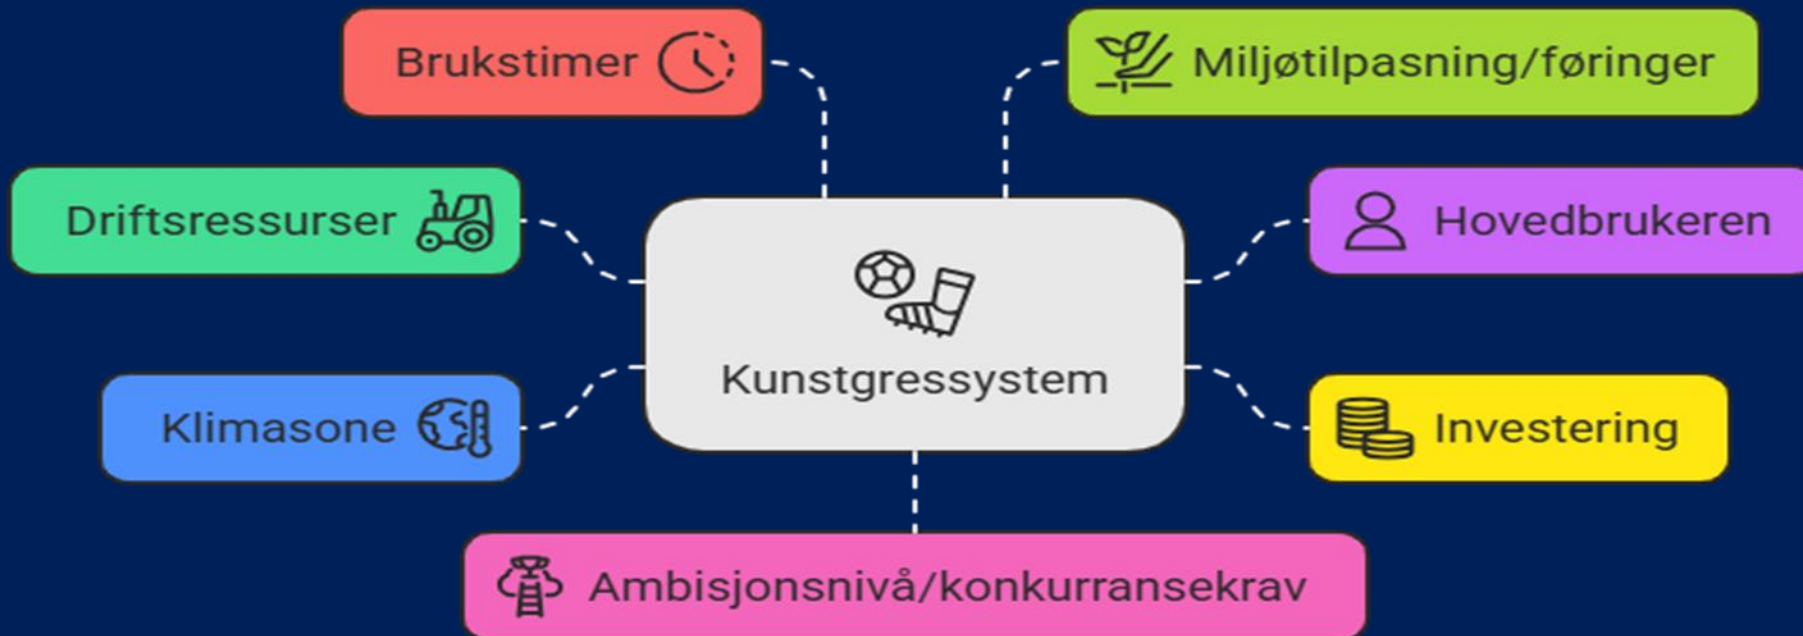 Brukstimer
Miljøtilpasning/føringer
Driftsressurser
Hovedbrukeren
Kunstgressystem
Klimasone
Investering
Ambisjonsnivå/konkurransekrav